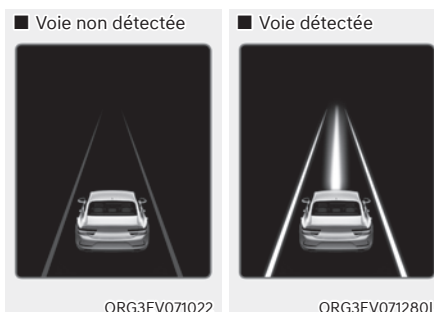 ■ Voie non détectée
■ Voie détectée
ORG3EV071022
ORG3EV071280L